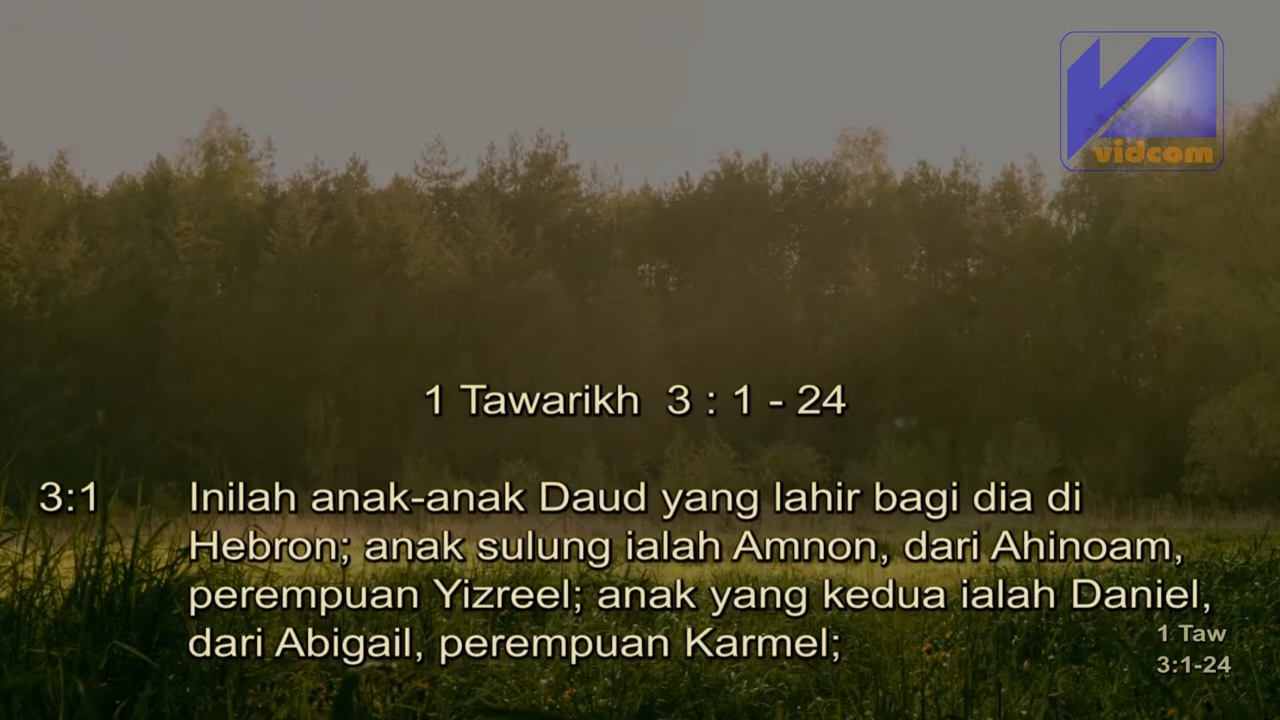 vidcom
1 Tawarikh 3 : 1 - 24
3:1 Inilah anak-anak Daud yang lahir bagi dia di
Hebron; anak sulung ialah Amnon, dari Ahinoam,
perempuan Yizreel; anak yang kedua ialah Daniel,
dari Abigail, perempuan Karmel;
1 Taw
3:1-24